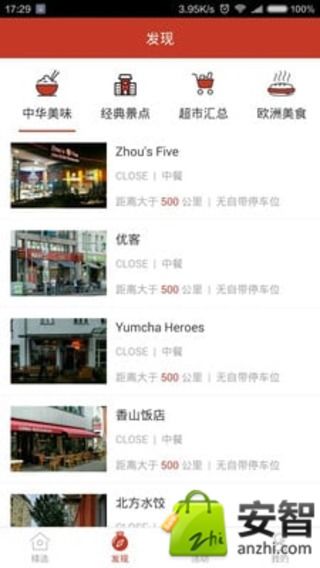 17:29 3.95K/s 100%
发现
中华美味 经典景点 超市汇总 欧洲美食
Zhou's Five
CLOSE | 中餐
距离大于 500 公里 | 无自带停车位
优客
CLOSE | 中餐
距离大于 500 公里 | 无自带停车位
Yumcha Heroes
CLOSE | 中餐
距离大于 500 公里 | 无自带停车位
香山饭店
CLOSE | 中餐
距离大于 500 公里 | 无自带停车位
北方水饺
CLOSE | 中餐
精选 发现 活动 我的
zhi
安智
anzhi.com